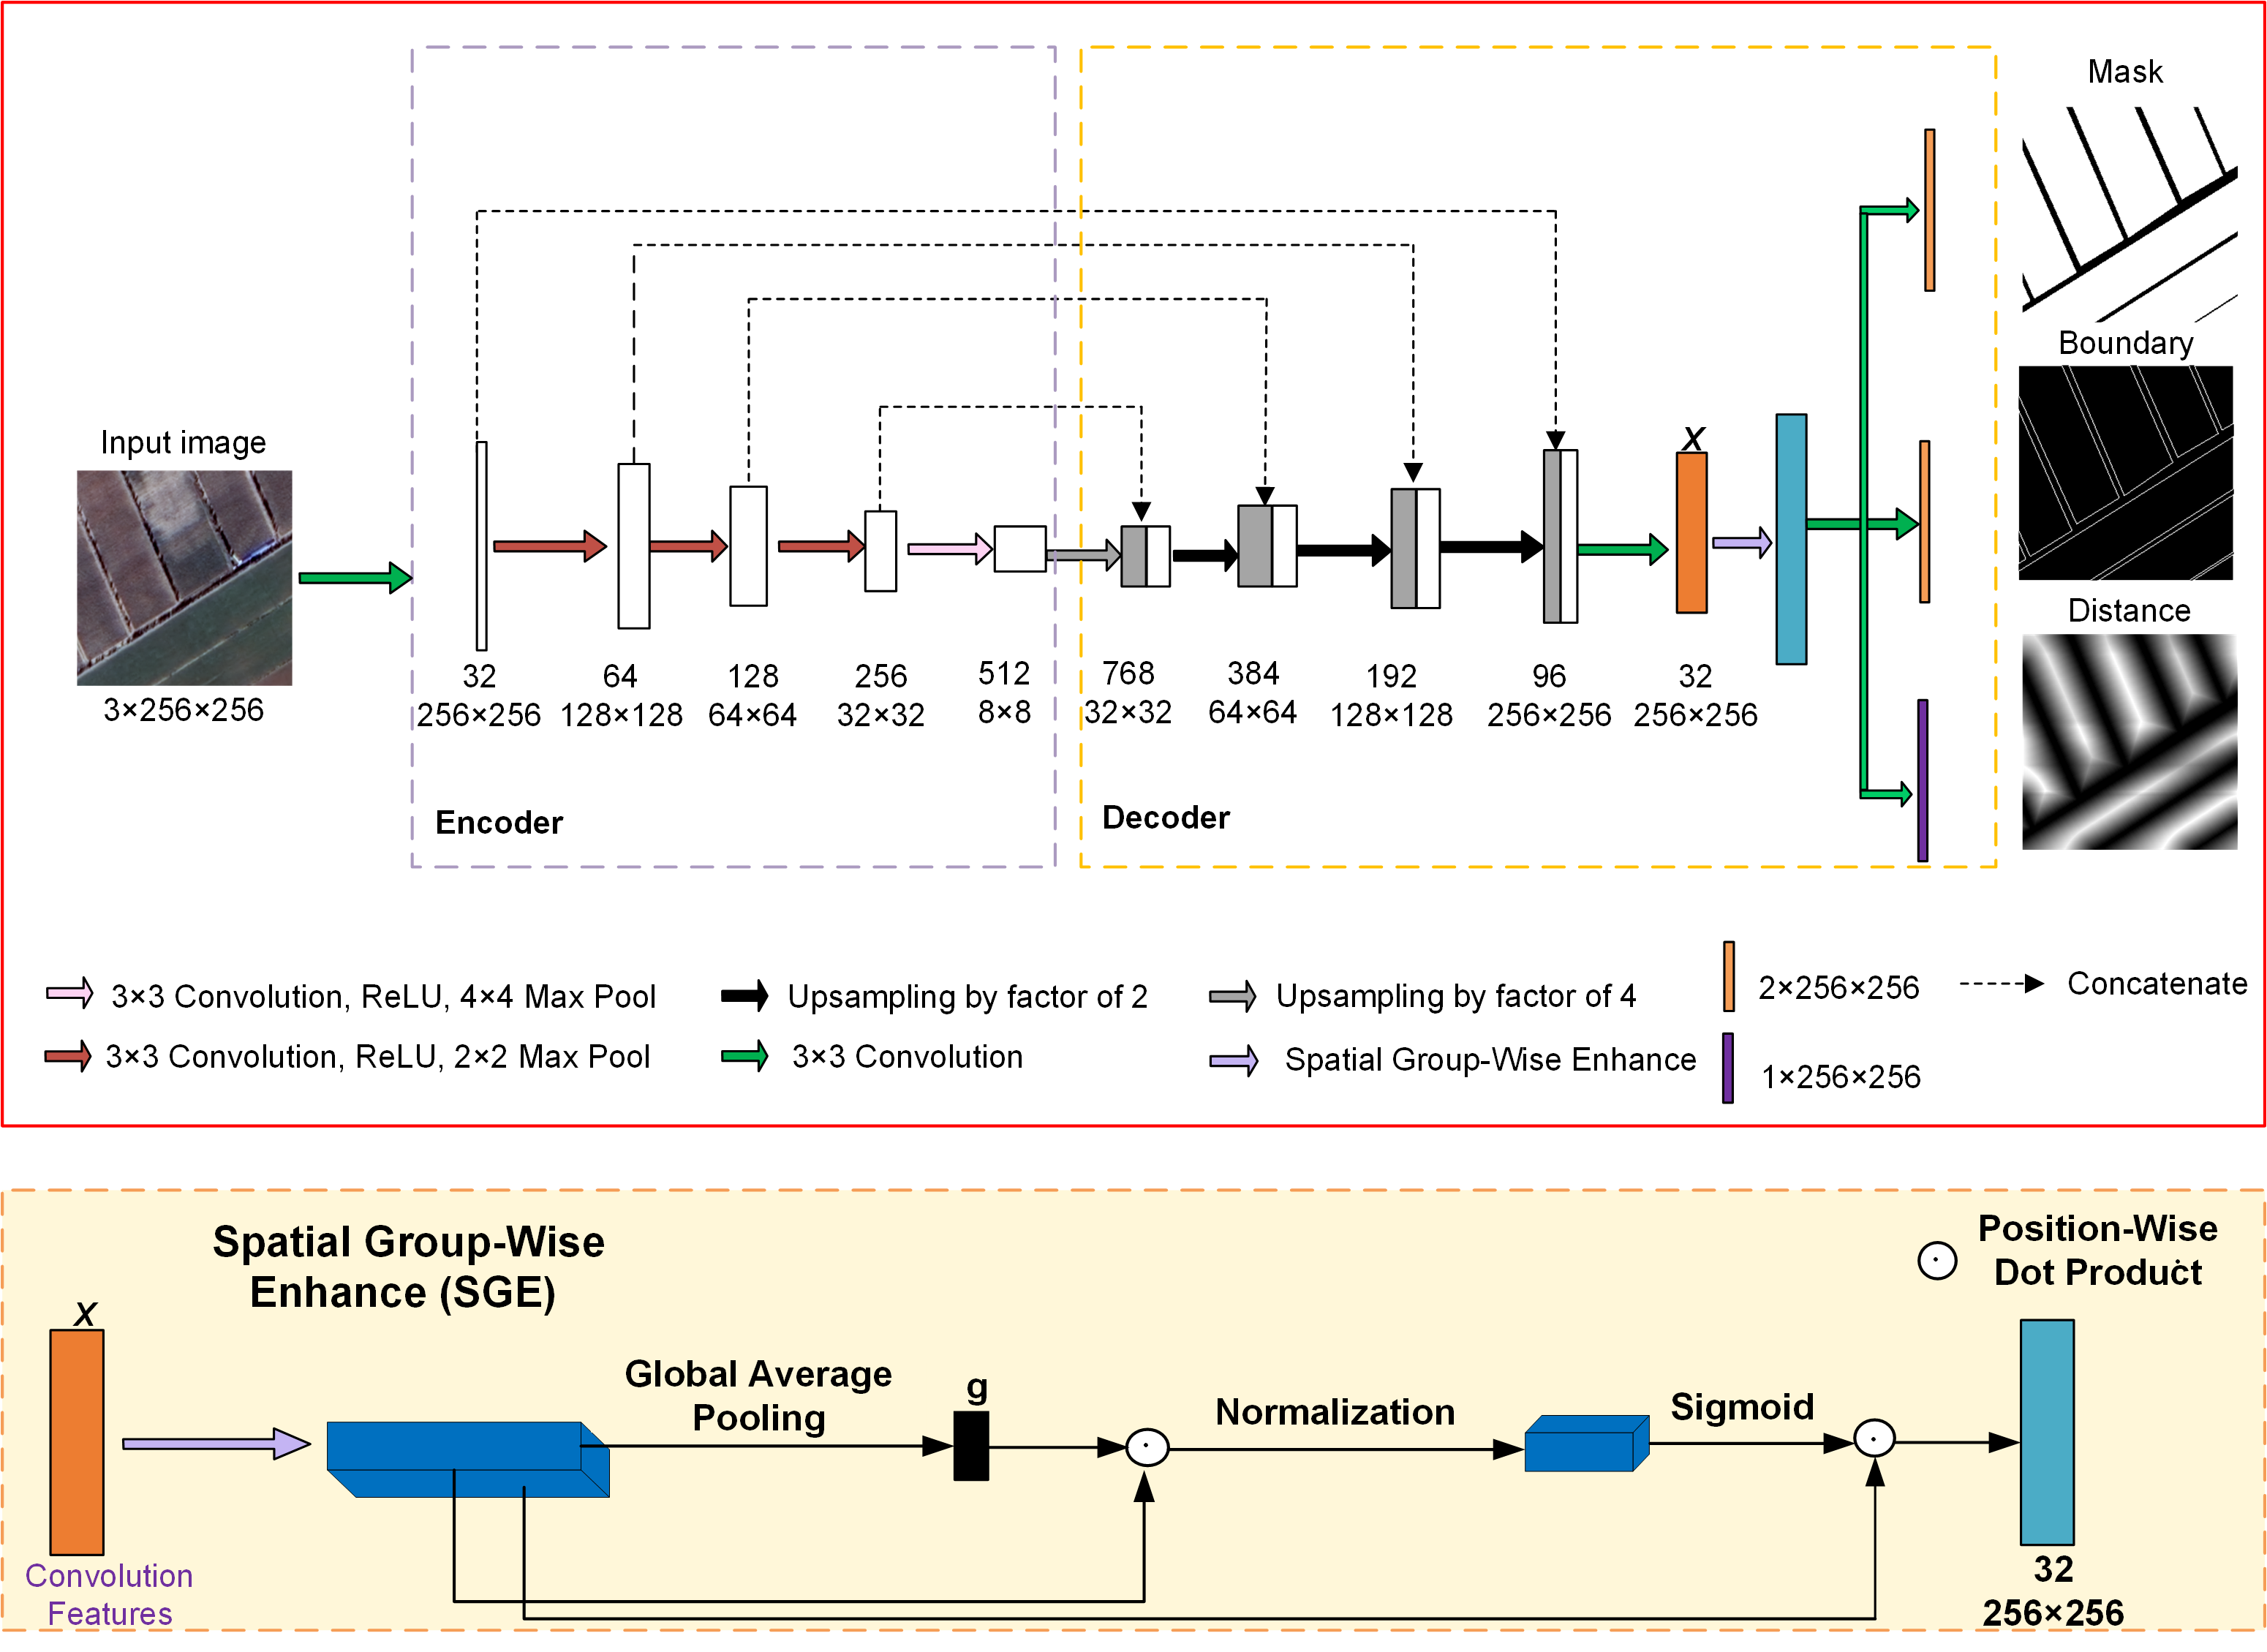 Mask
Boundary
Distance
Input image
3×256×256
32
256×256
64
128×128
128
64×64
256
32×32
512
8×8
768
32×32
384
64×64
192
128×128
96
256×256
x
32
256×256
Encoder
Decoder
3×3 Convolution, ReLU, 4×4 Max Pool
Upsampling by factor of 2
Upsampling by factor of 4
2×256×256
Concatenate
3×3 Convolution, ReLU, 2×2 Max Pool
3×3 Convolution
Spatial Group-Wise Enhance
1×256×256
Spatial Group-Wise
Enhance (SGE)
Position-Wise
Dot Product
x
Convolution
Features
Global Average
Pooling
g
Normalization
Sigmoid
32
256×256